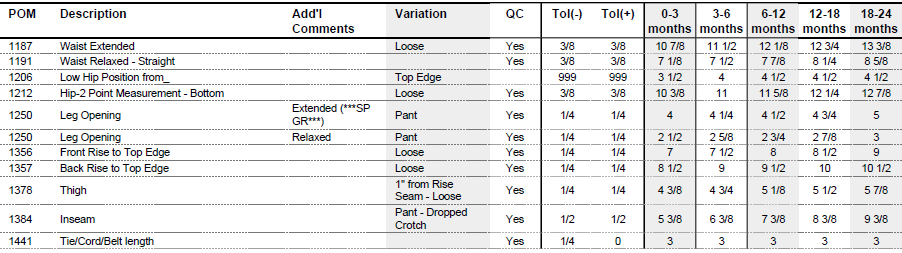 POM Description Add'l Comments Variation QC Tol(-) Tol(+) 0-3 months 3-6 months 6-12 months 12-18 months 18-24 months
1187 Waist Extended Loose Yes 3/8 3/8 10 7/8 11 1/2 12 1/8 12 3/4 13 3/8
1191 Waist Relaxed - Straight Yes 3/8 3/8 7 1/8 7 1/2 7 7/8 8 1/4 8 5/8
1206 Low Hip Position from_ Top Edge 999 999 3 1/2 4 4 1/2 4 1/2 4 1/2
1212 Hip-2 Point Measurement - Bottom Loose Yes 3/8 3/8 10 3/8 11 11 5/8 12 1/4 12 7/8
1250 Leg Opening Extended (***SP GR***) Pant Yes 1/4 1/4 4 4 1/4 4 1/2 4 3/4 5
1250 Leg Opening Relaxed Pant Yes 1/4 1/4 2 1/2 2 5/8 2 3/4 2 7/8 3
1356 Front Rise to Top Edge Loose Yes 1/4 1/4 7 7 1/2 8 8 1/2 9
1357 Back Rise to Top Edge Loose Yes 1/4 1/4 8 1/2 9 9 1/2 10 10 1/2
1378 Thigh 1" from Rise Seam - Loose Yes 1/4 1/4 4 3/8 4 3/4 5 1/8 5 1/2 5 7/8
1384 Inseam Pant - Dropped Crotch Yes 1/2 1/2 5 3/8 6 3/8 7 3/8 8 3/8 9 3/8
1441 Tie/Cord/Belt length Yes 1/4 0 3 3 3 3 3